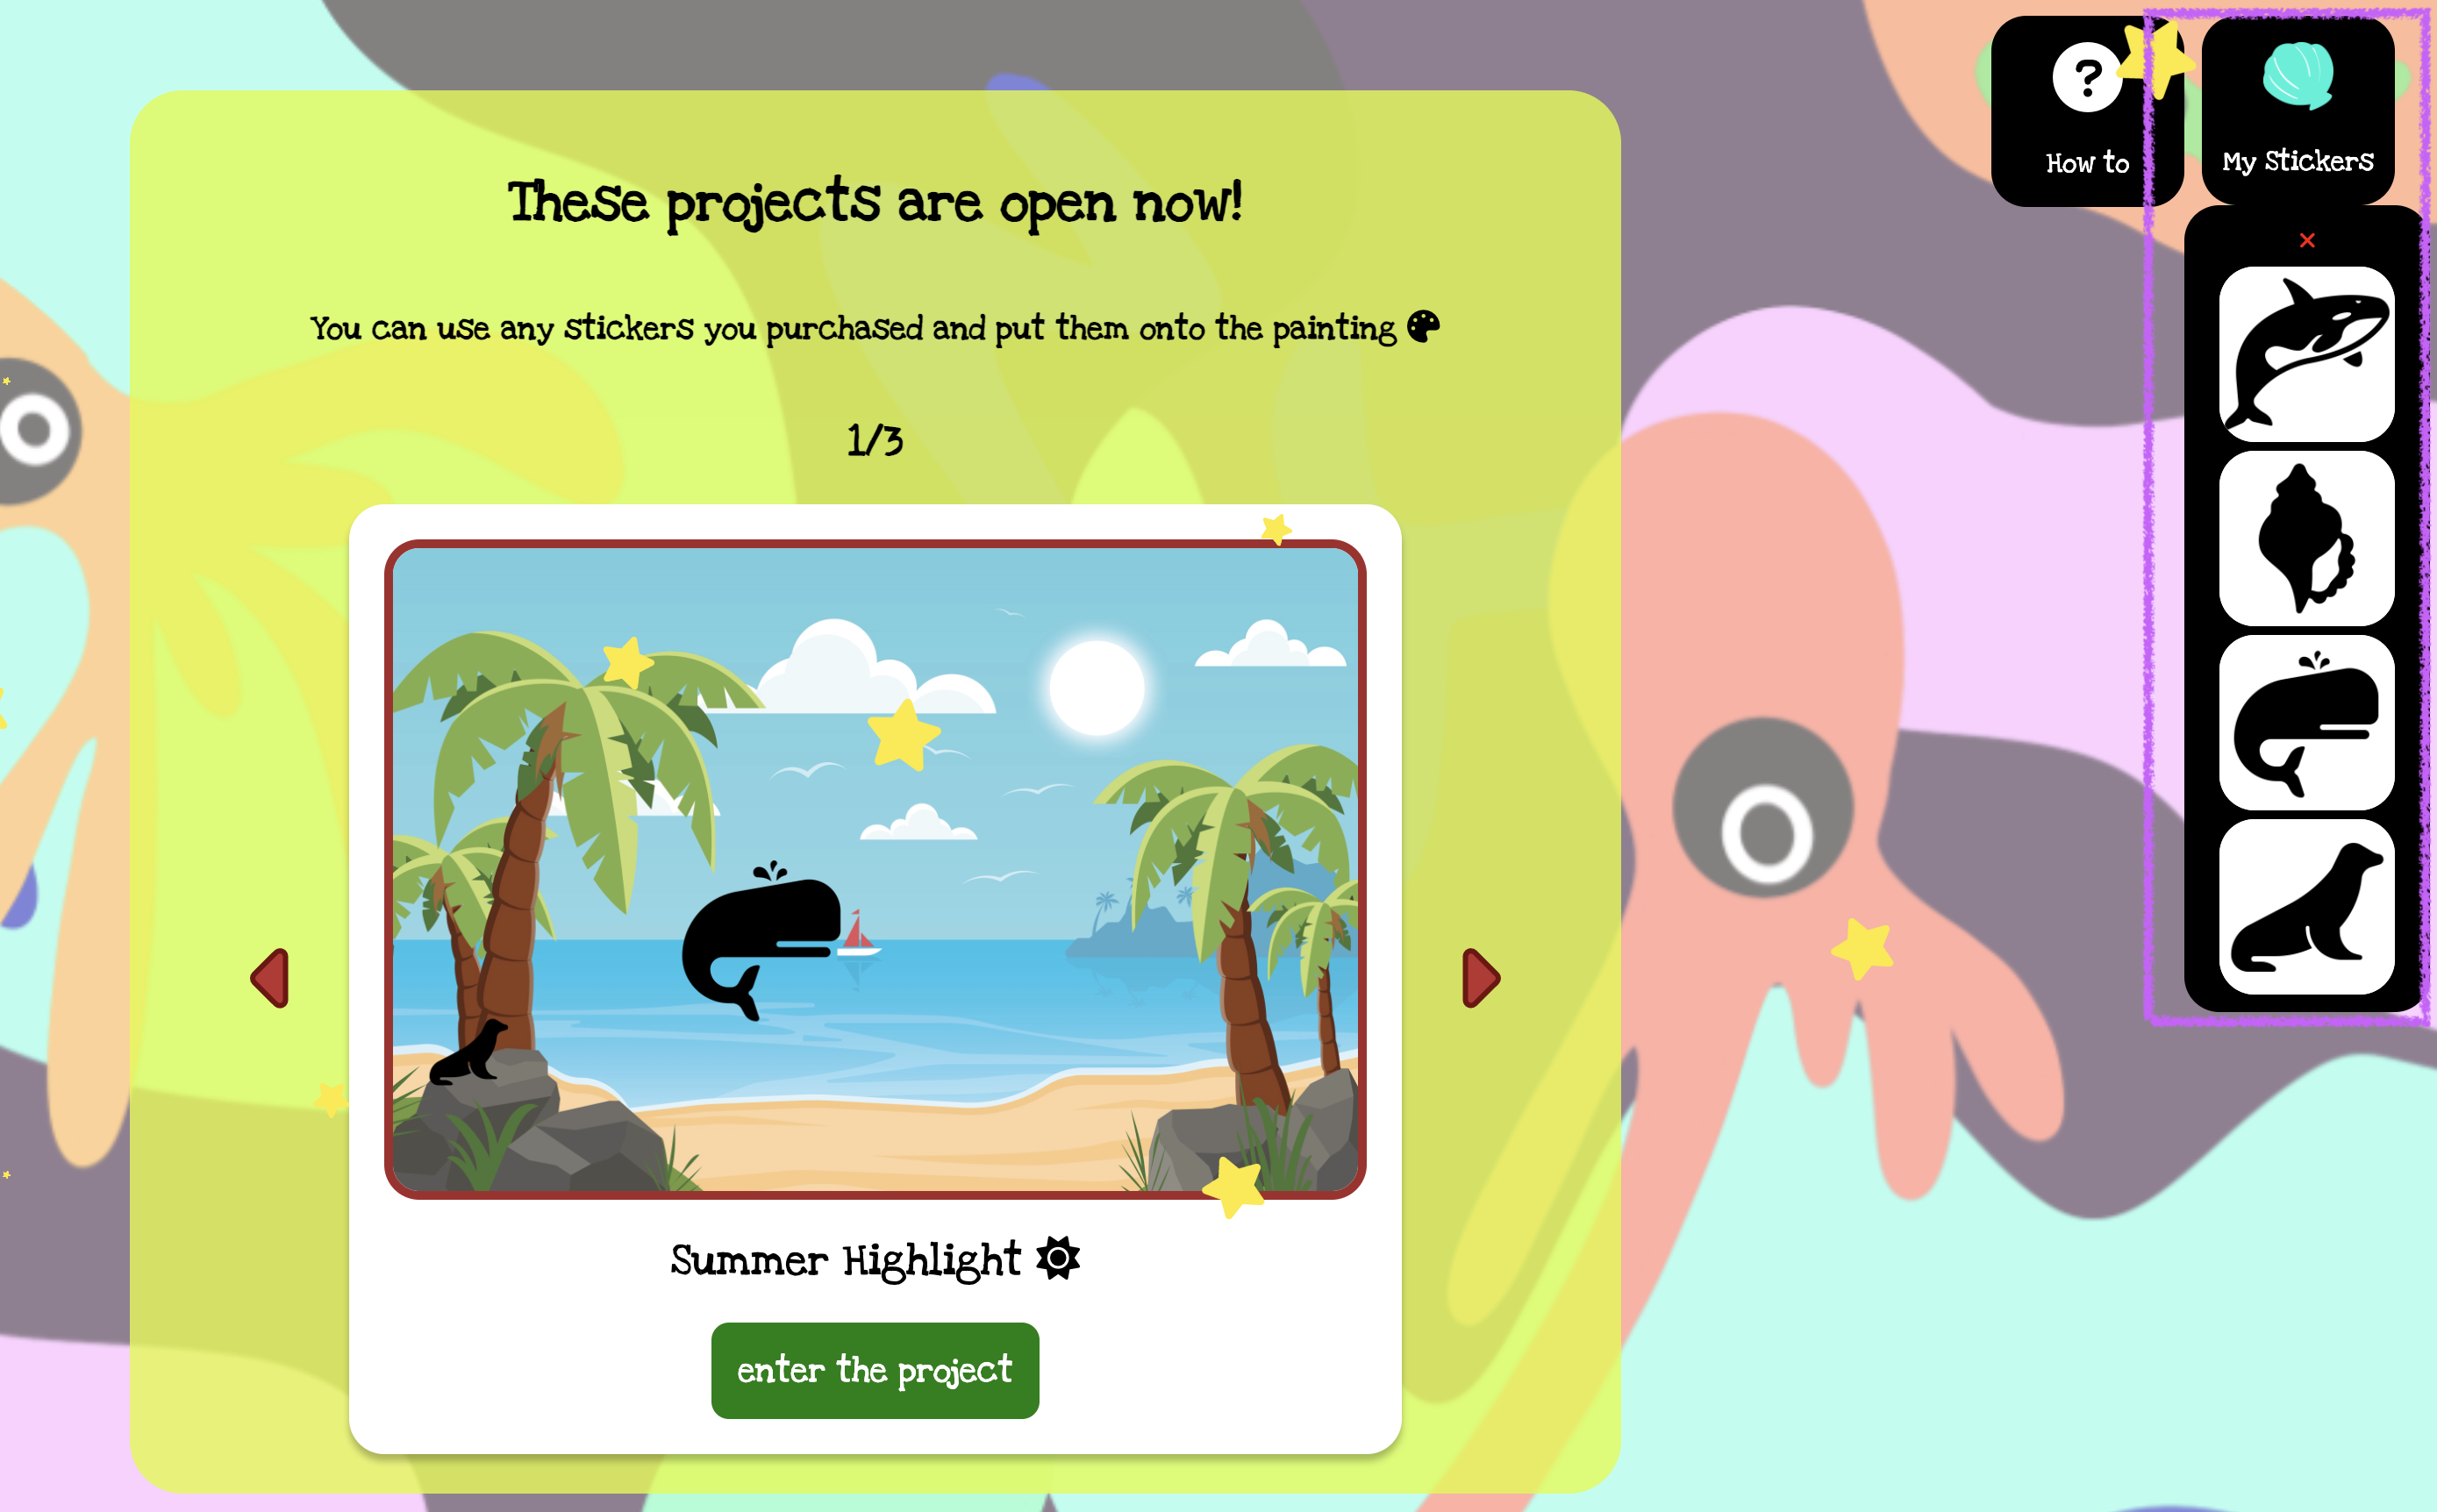 How to
My Stickers
These projects are open now!
You can use any stickers you purchased and put them onto the painting
1/3
Summer Highlight
enter the project